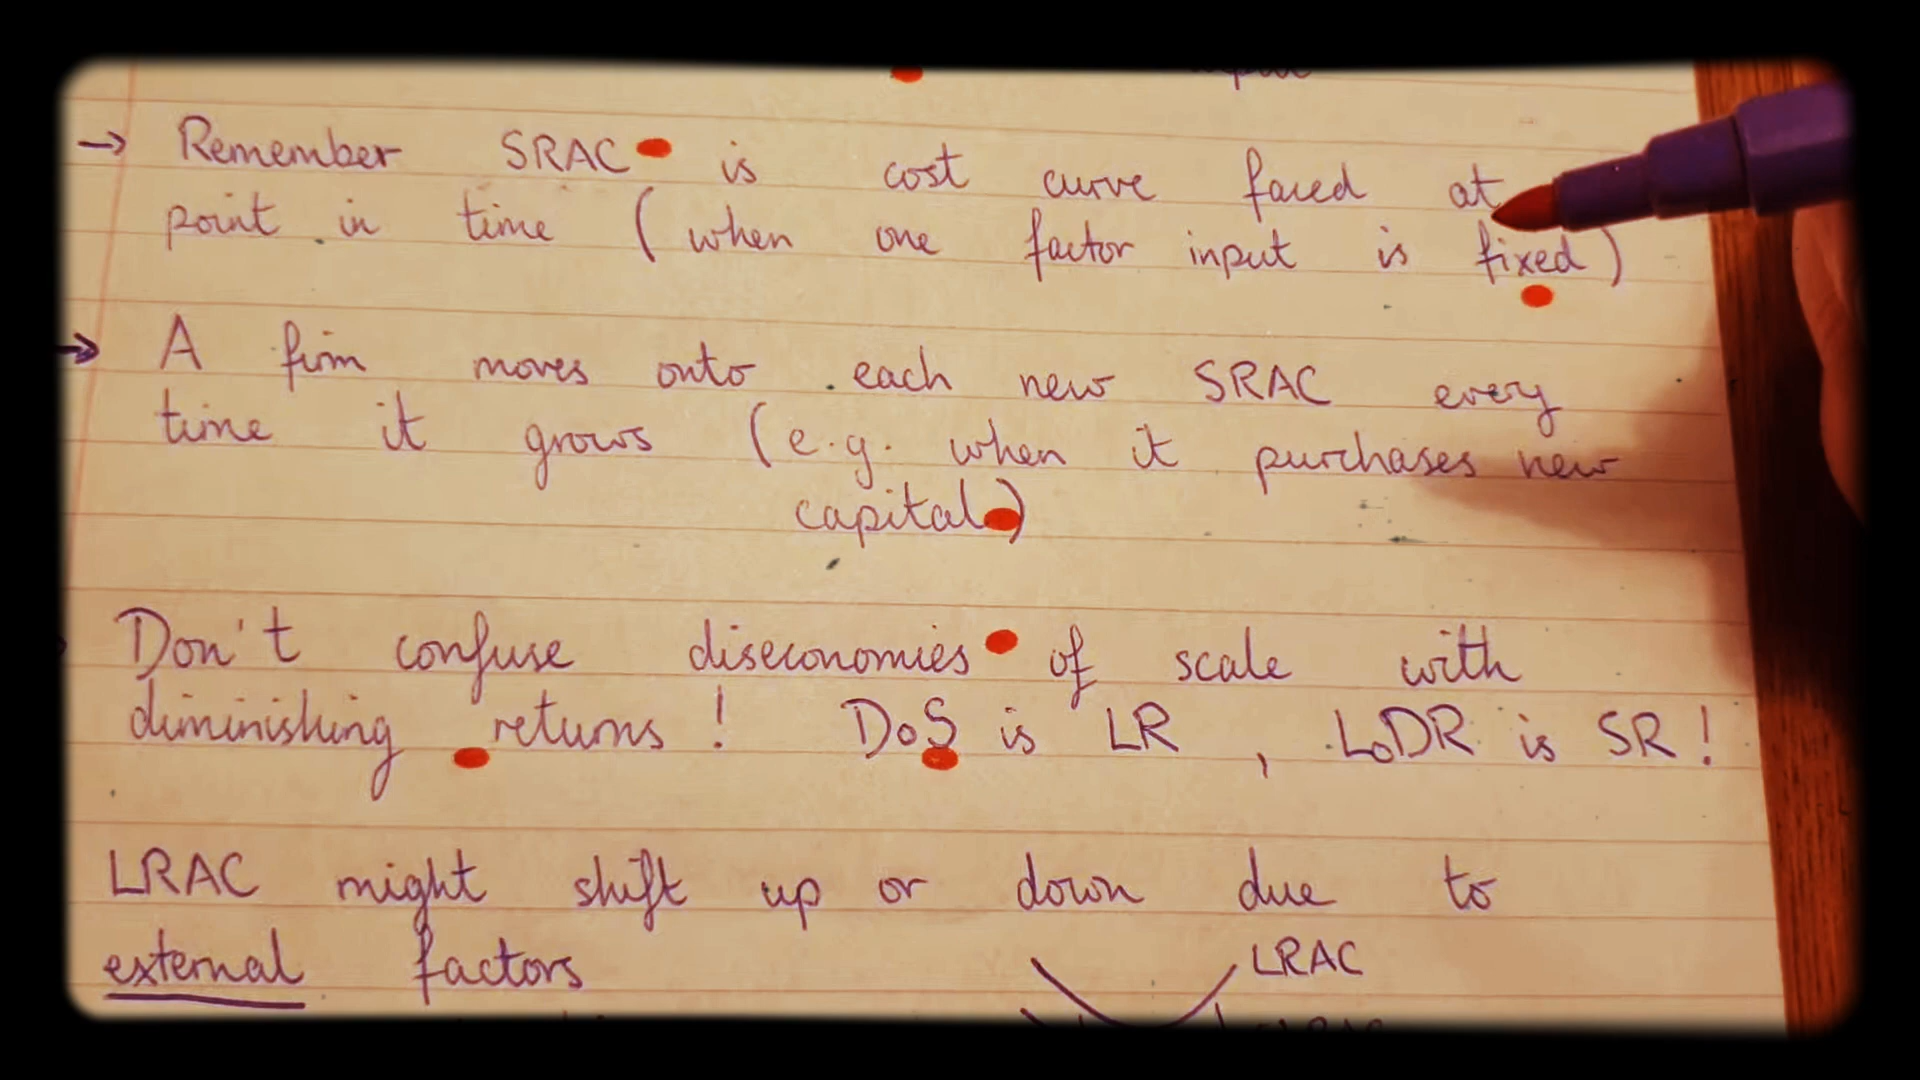 → Remember SRAC is cost curve faced at
point in time (when one factor input is fixed)
→ A firm moves onto each new SRAC every
time it grows (e.g. when it purchases new
capital)
Don't confuse diseconomies of scale with
diminishing returns! DoS is LR, LoDR is SR!
LRAC might shift up or down due to
external factors
LRAC